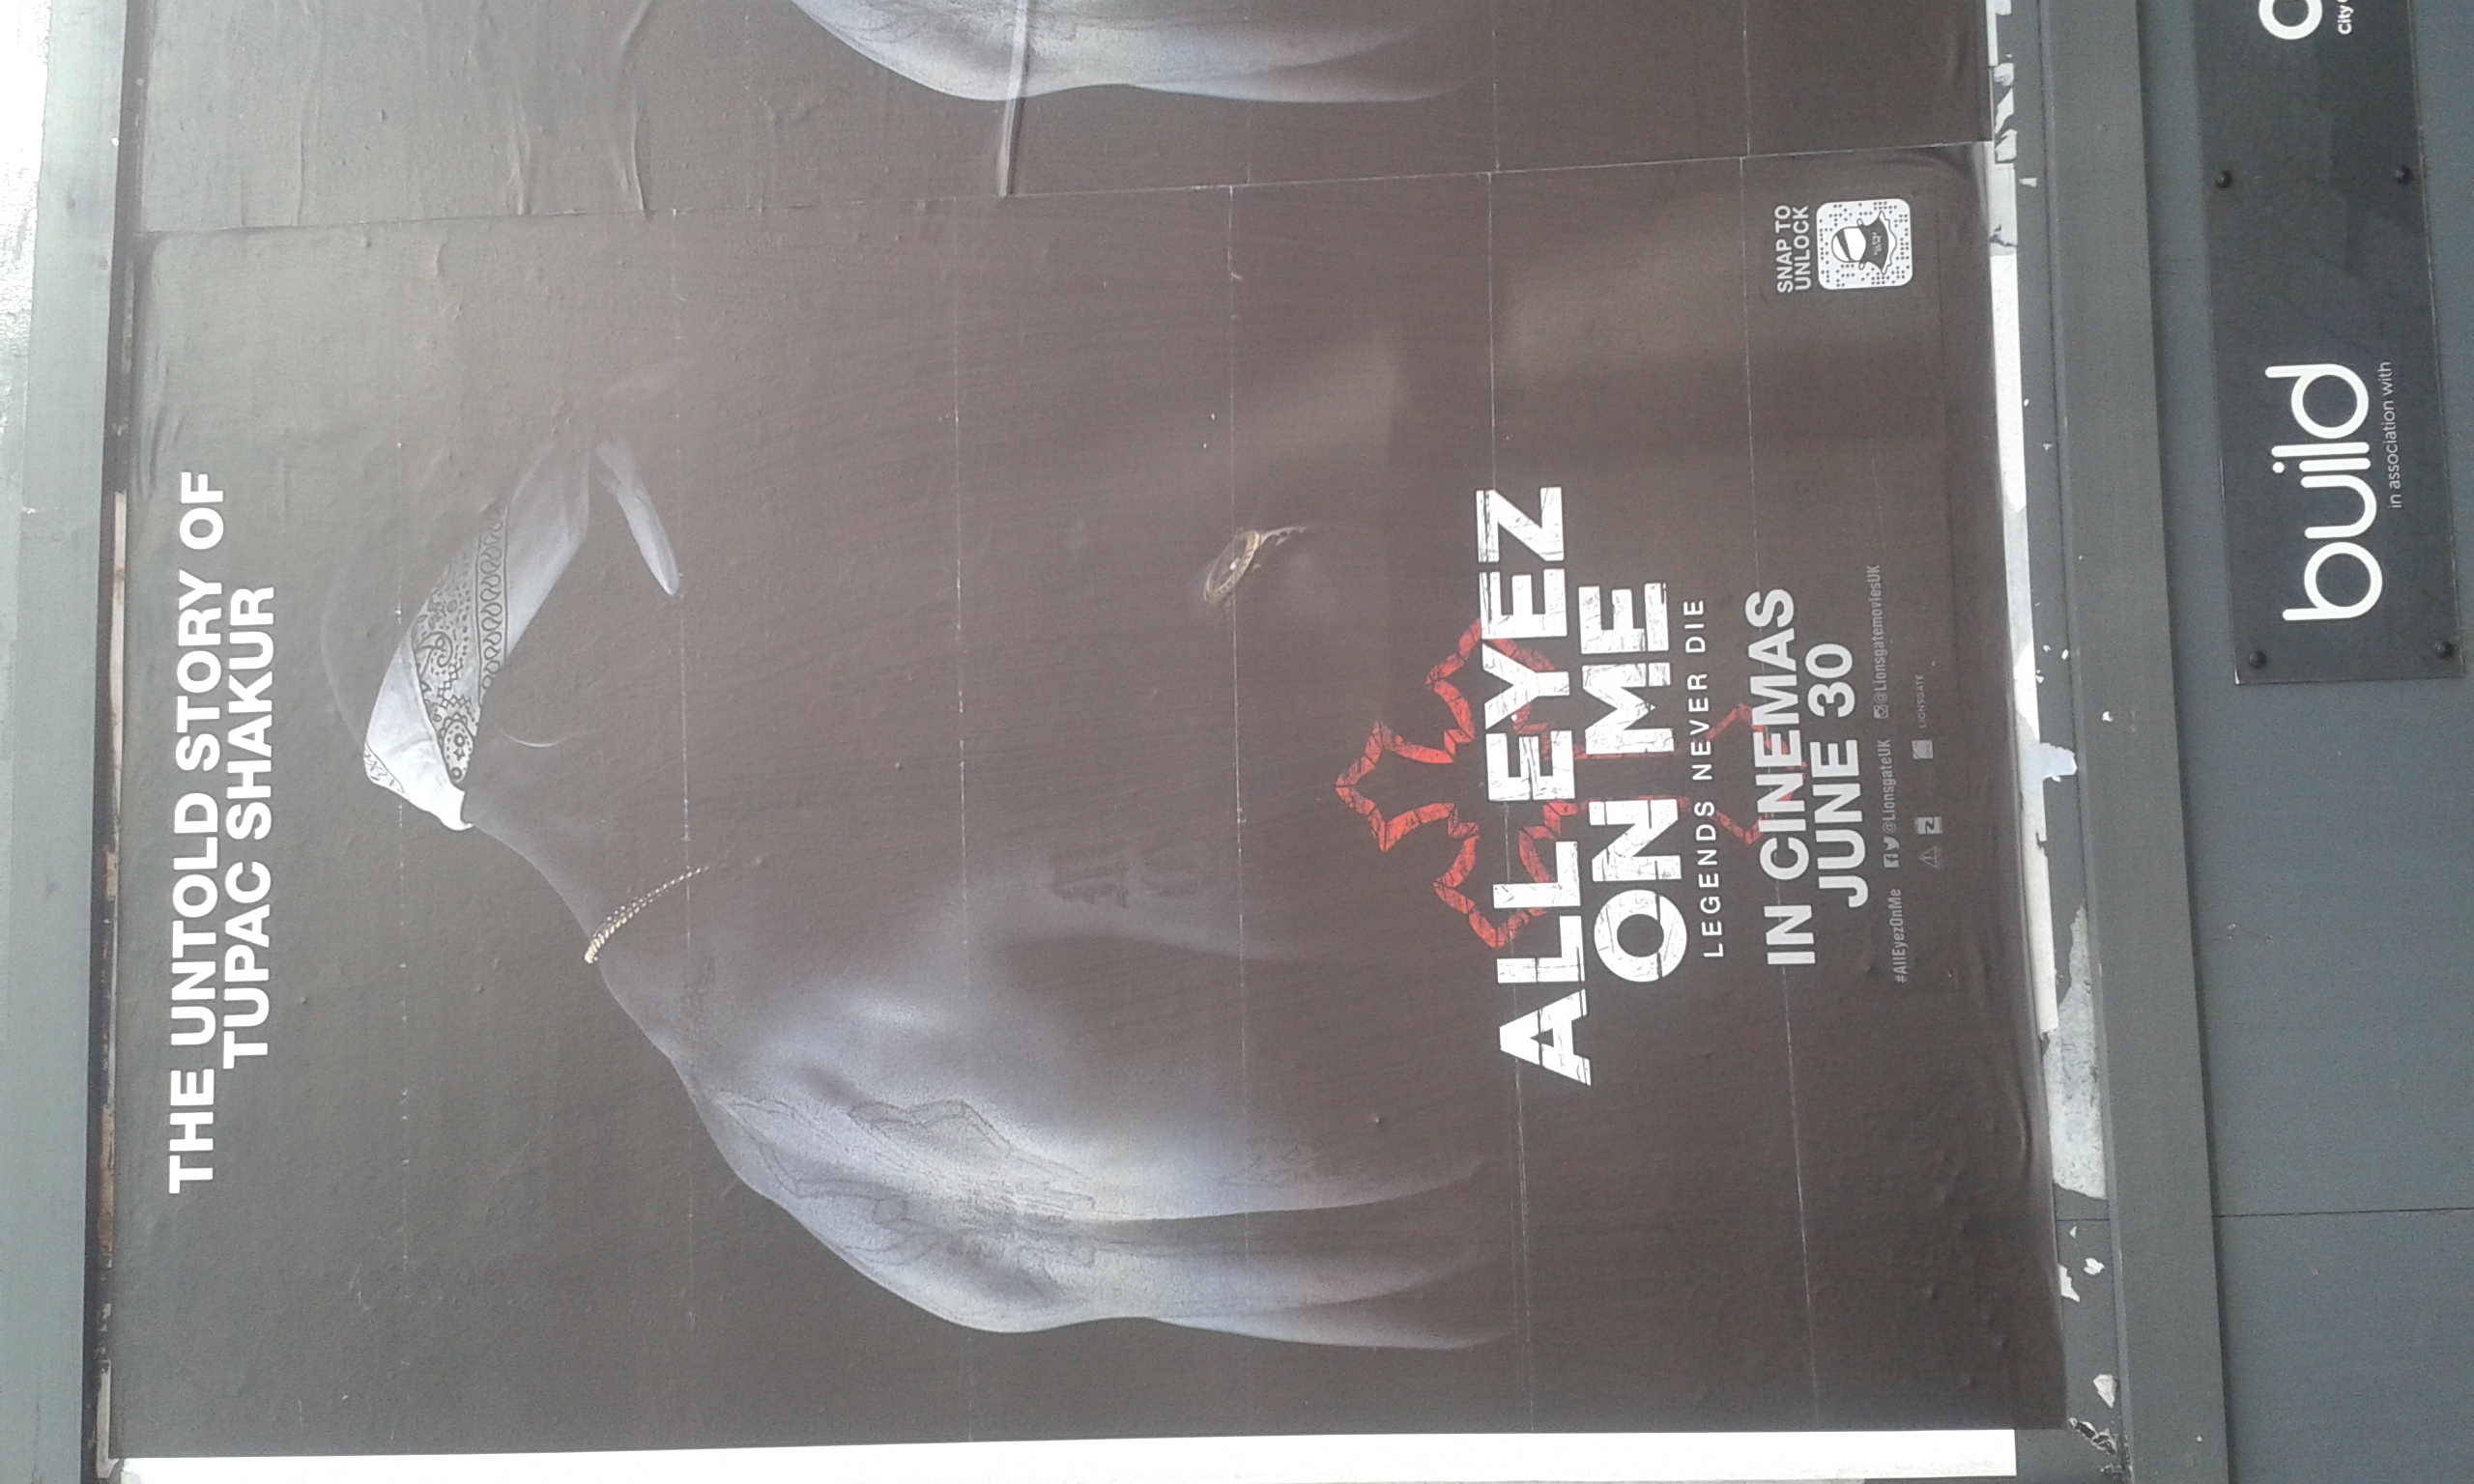 THE UNTOLD STORY OF
TUPAC SHAKUR
ALL EYEZ
ON ME
LEGENDS NEVER DIE
IN CINEMAS
JUNE 30
#AllEyezOnMe @LionsgateUK @LionsgatemoviesUK
LIONSGATE
SNAP TO
UNLOCK
build
in association with
City